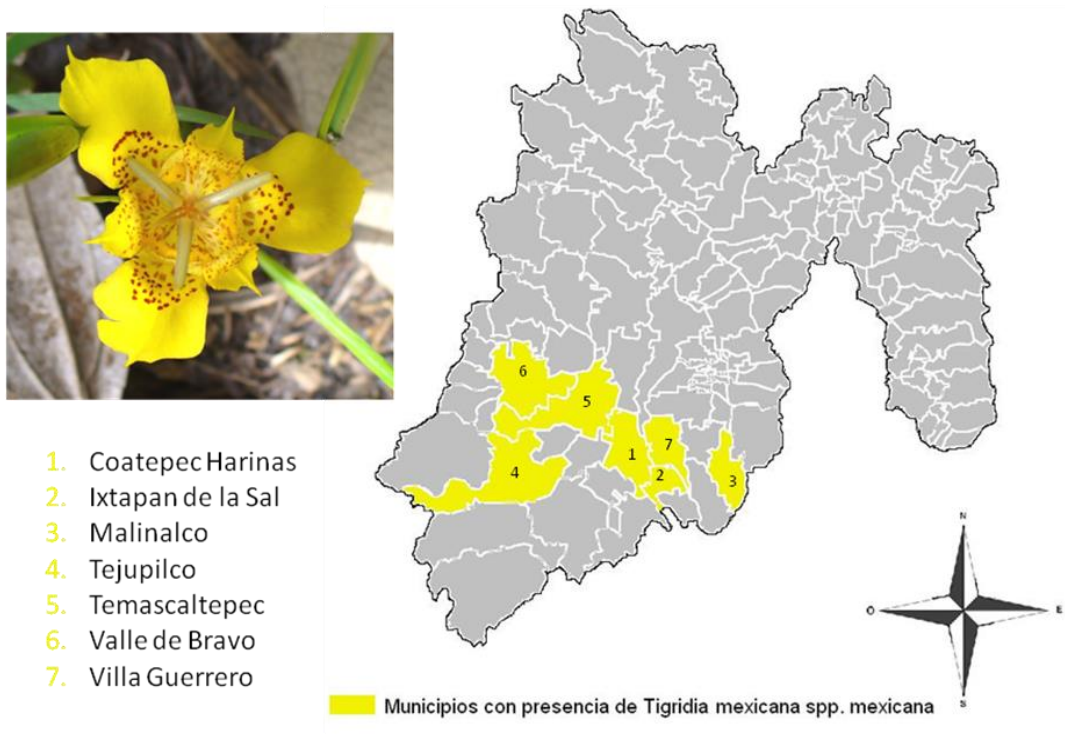 1. Coatepec Harinas
2. Ixtapan de la Sal
3. Malinalco
4. Tejupilco
5. Temascaltepec
6. Valle de Bravo
7. Villa Guerrero
6
5
7
1
4
2
3
N
O
E
S
Municipios con presencia de Tigridia mexicana spp. mexicana